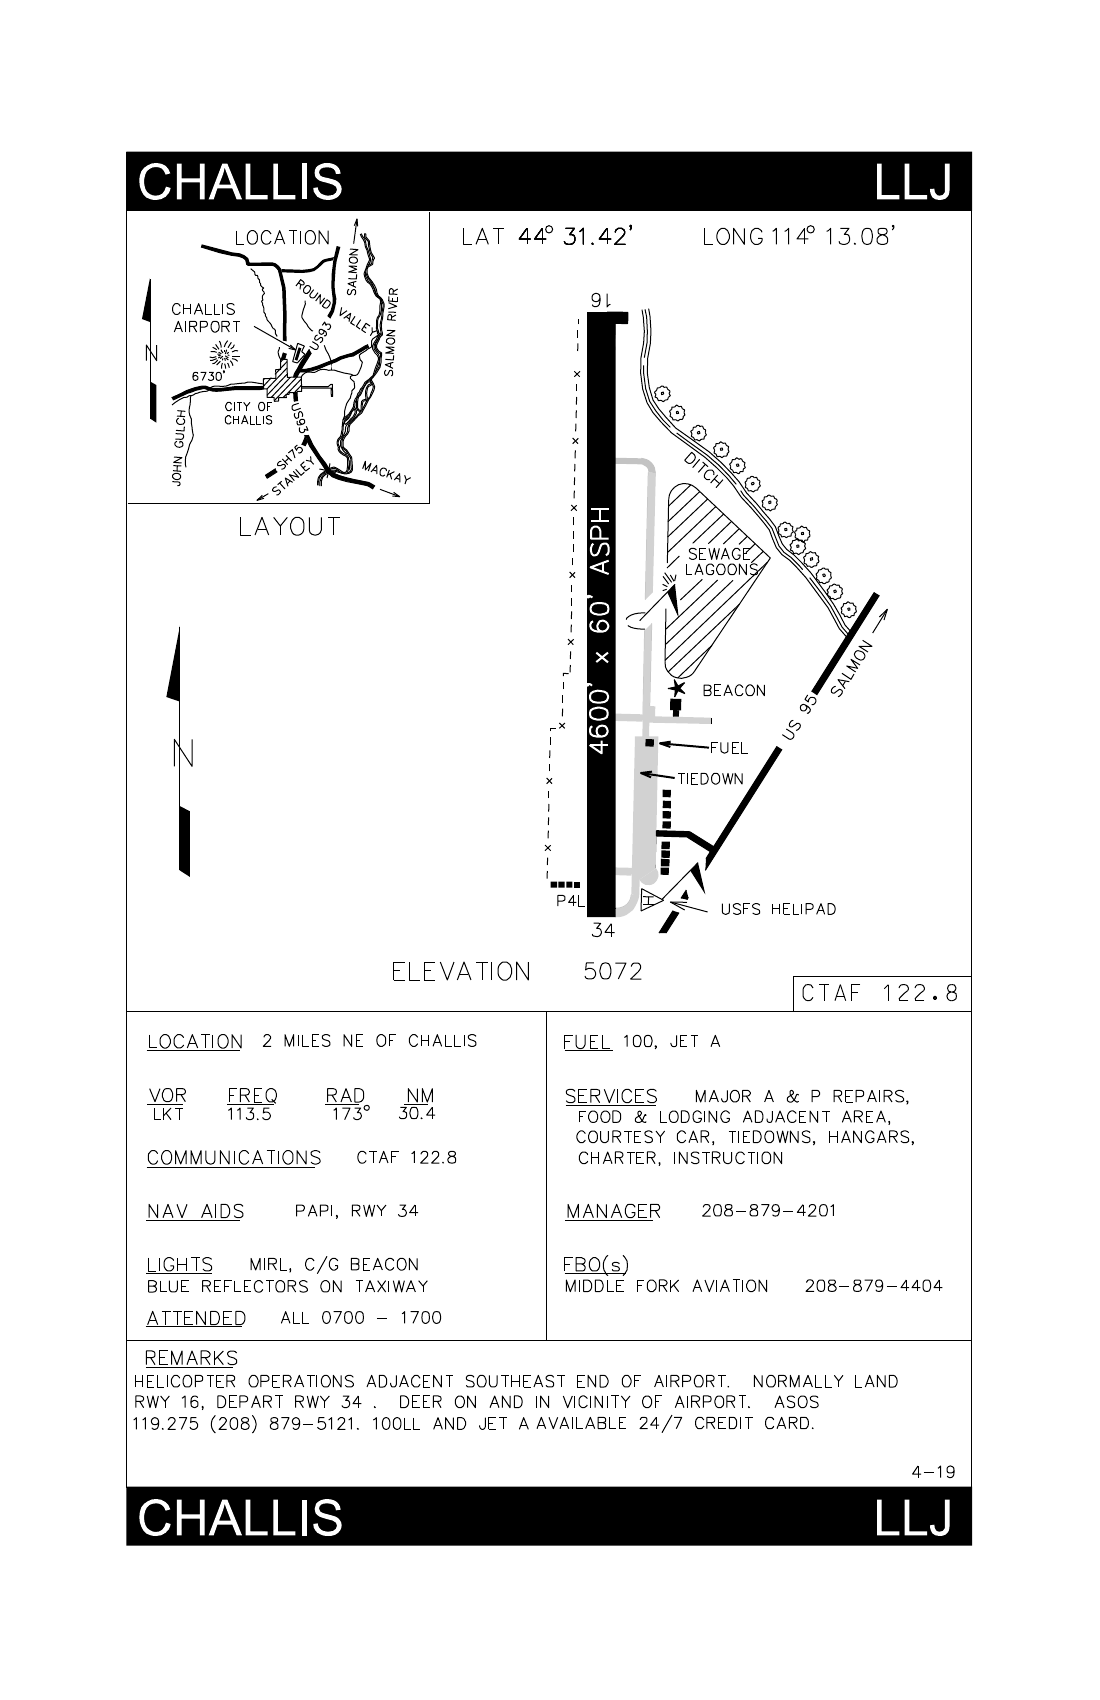 CHALLIS LLJ
LOCATION
SALMON
ROUND VALLEY
SALMON RIVER
CHALLIS
AIRPORT
US93
N
6730'
CITY OF
CHALLIS
JOHN GULCH
US93
SH75
STANLEY
MACKAY
LAYOUT
LAT 44° 31.42' LONG 114° 13.08'
16
DITCH
4600' x 60' ASPH
SEWAGE
LAGOONS
SALMON
BEACON
US 95
N
FUEL
TIEDOWN
P4L
USFS HELIPAD
H
34
ELEVATION 5072
CTAF 122.8
LOCATION 2 MILES NE OF CHALLIS
VOR FREQ RAD NM
LKT 113.5 173° 30.4
COMMUNICATIONS CTAF 122.8
NAV AIDS PAPI, RWY 34
LIGHTS MIRL, C/G BEACON
BLUE REFLECTORS ON TAXIWAY
ATTENDED ALL 0700 - 1700
FUEL 100, JET A
SERVICES MAJOR A & P REPAIRS,
FOOD & LODGING ADJACENT AREA,
COURTESY CAR, TIEDOWNS, HANGARS,
CHARTER, INSTRUCTION
MANAGER 208-879-4201
FBO(s)
MIDDLE FORK AVIATION 208-879-4404
REMARKS
HELICOPTER OPERATIONS ADJACENT SOUTHEAST END OF AIRPORT. NORMALLY LAND
RWY 16, DEPART RWY 34 . DEER ON AND IN VICINITY OF AIRPORT. ASOS
119.275 (208) 879-5121. 100LL AND JET A AVAILABLE 24/7 CREDIT CARD.
4-19
CHALLIS LLJ